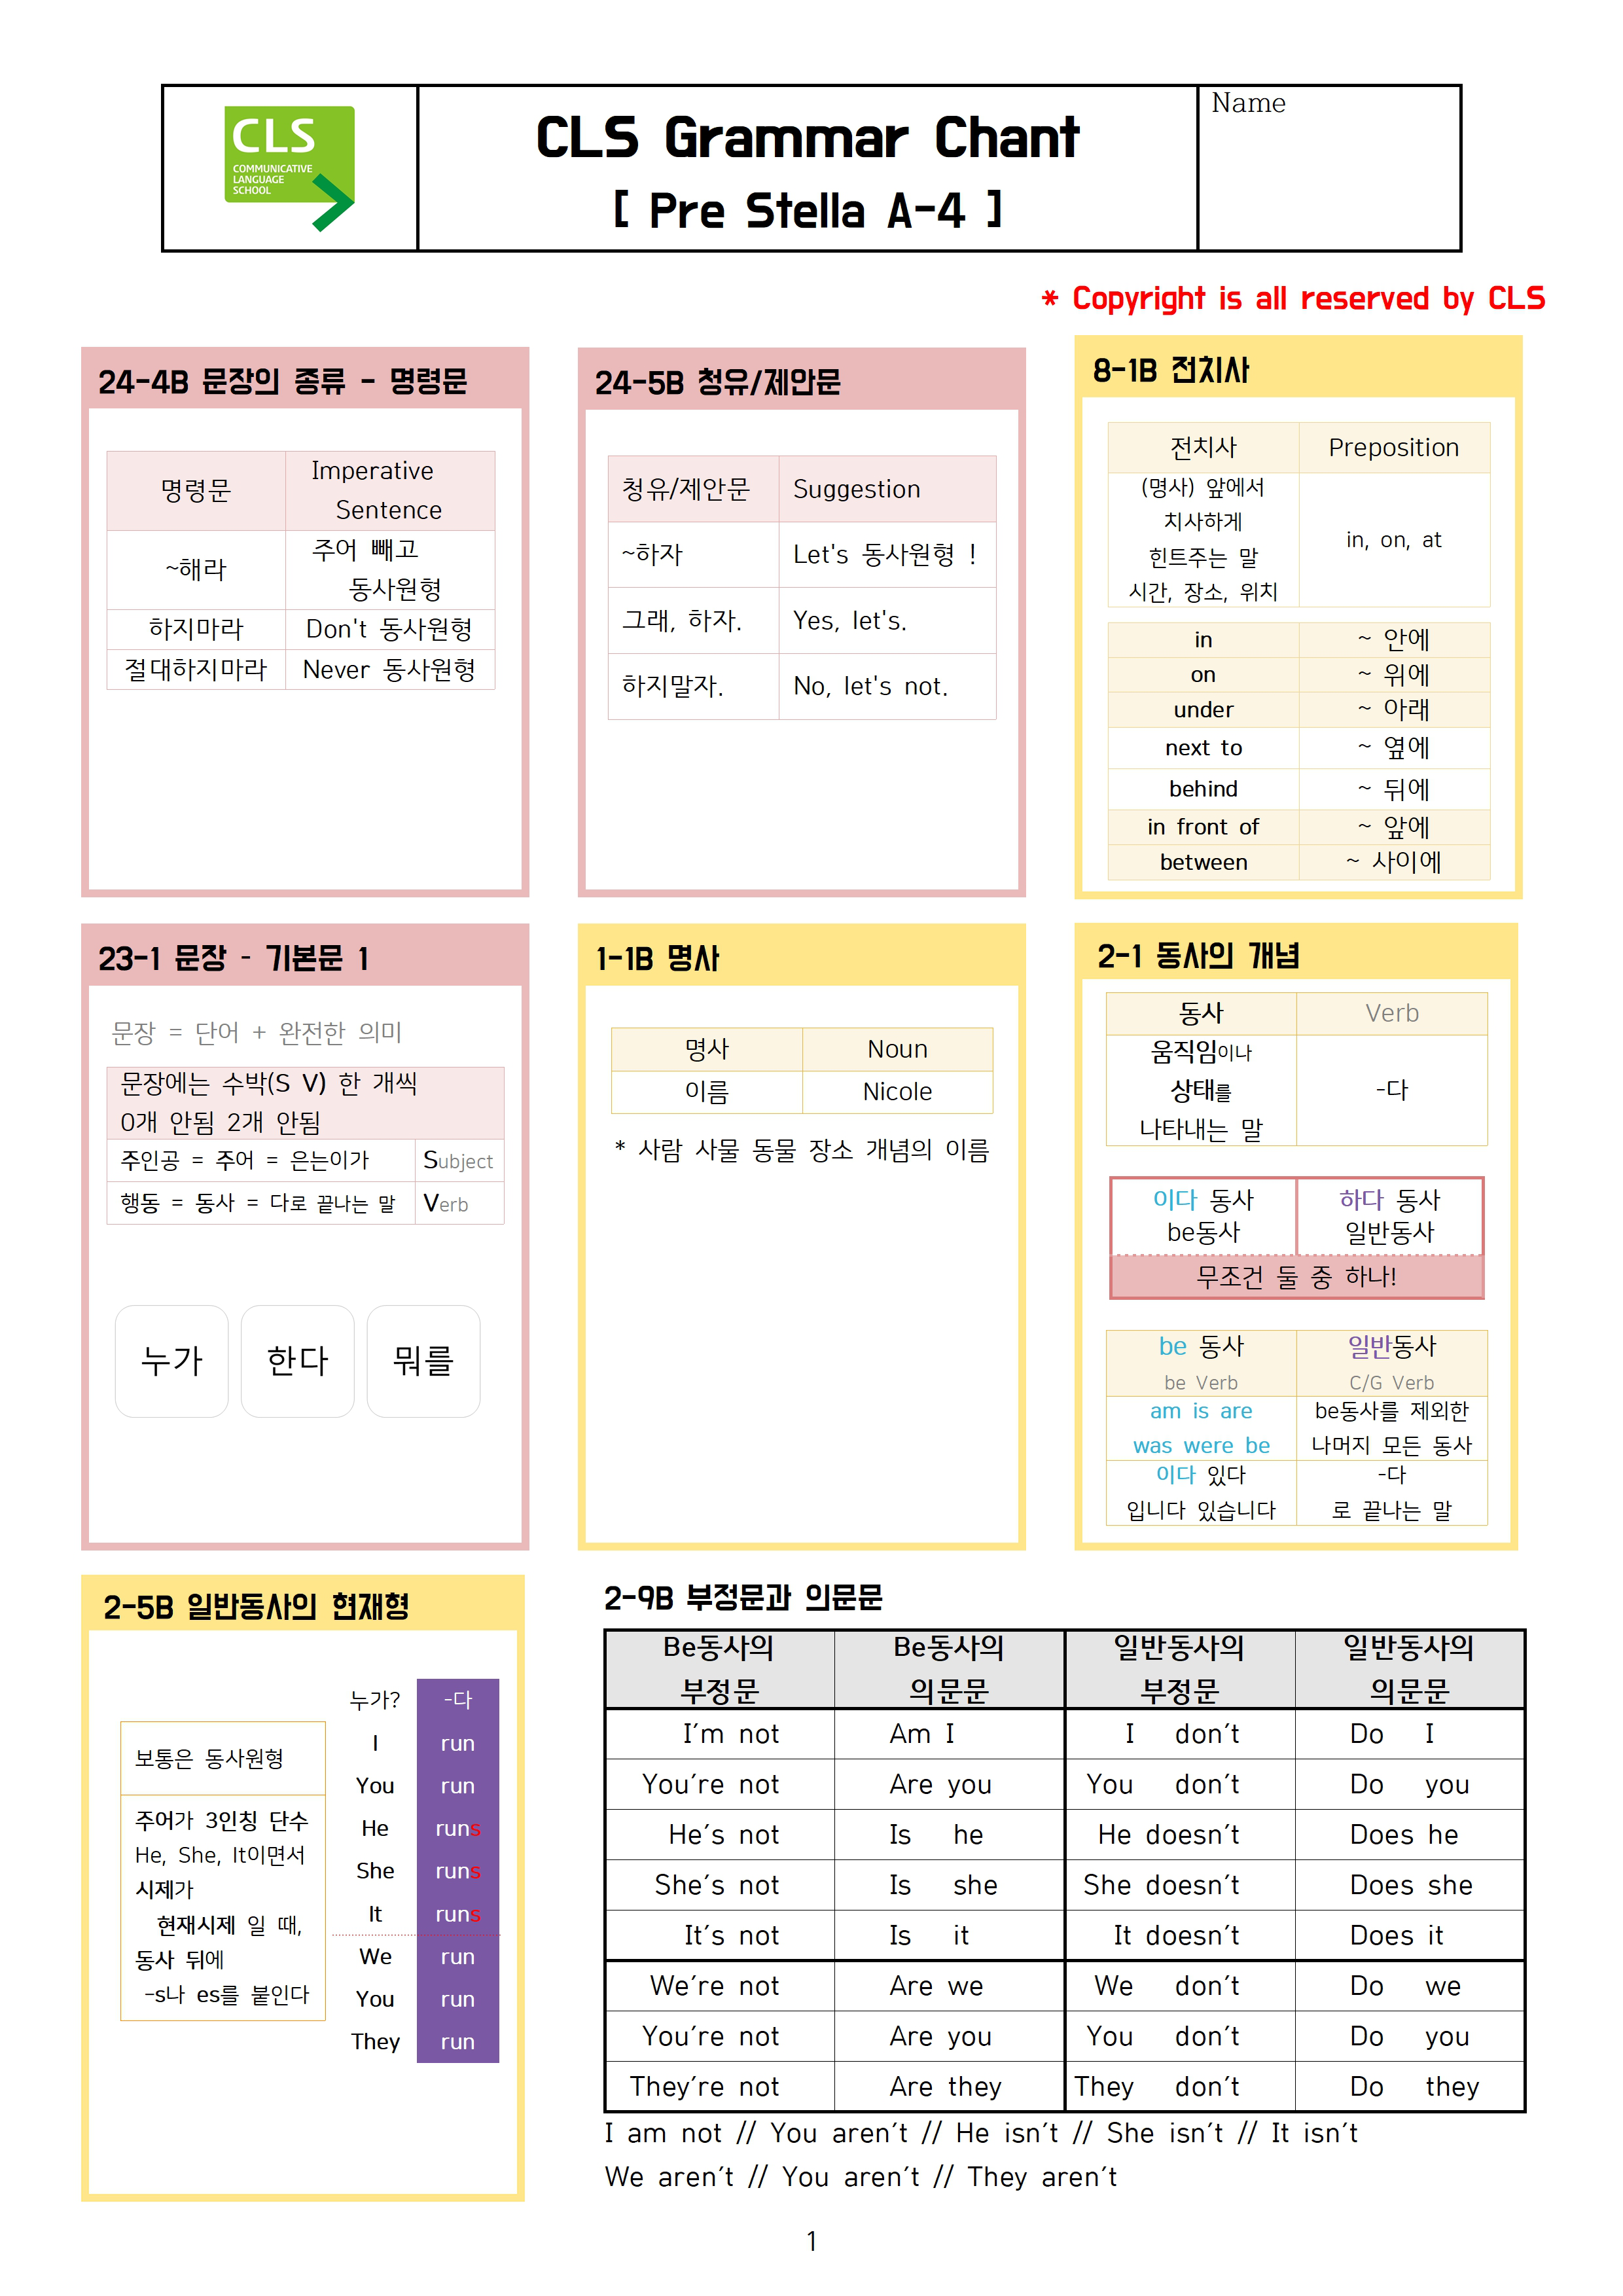 CLS
COMMUNICATIVE
LANGUAGE
SCHOOL
CLS Grammar Chant
[ Pre Stella A-4 ]
Name
* Copyright is all reserved by CLS
24-4B 문장의 종류 - 명령문
명령문 Imperative Sentence
~해라 주어 빼고 동사원형
하지마라 Don't 동사원형
절대하지마라 Never 동사원형
24-5B 청유/제안문
청유/제안문 Suggestion
~하자 Let's 동사원형 !
그래, 하자. Yes, let's.
하지말자. No, let's not.
8-1B 전치사
전치사 Preposition
(명사) 앞에서
치사하게
힌트주는 말
시간, 장소, 위치
in, on, at
in ~ 안에
on ~ 위에
under ~ 아래
next to ~ 옆에
behind ~ 뒤에
in front of ~ 앞에
between ~ 사이에
23-1 문장 - 기본문 1
문장 = 단어 + 완전한 의미
문장에는 수박(S V) 한 개씩
0개 안됨 2개 안됨
주인공 = 주어 = 은는이가 Subject
행동 = 동사 = 다로 끝나는 말 Verb
누가 한다 뭐를
1-1B 명사
명사 Noun
이름 Nicole
* 사람 사물 동물 장소 개념의 이름
2-1 동사의 개념
동사 Verb
움직임이나
상태를
나타내는 말
-다
이다 동사 하다 동사
be동사 일반동사
무조건 둘 중 하나!
be 동사 일반동사
be Verb C/G Verb
am is are be동사를 제외한
was were be 나머지 모든 동사
이다 있다 -다
입니다 있습니다 로 끝나는 말
2-5B 일반동사의 현재형
보통은 동사원형
주어가 3인칭 단수
He, She, It이면서
시제가
현재시제 일 때,
동사 뒤에
-s나 es를 붙인다
누가? -다
I run
You run
He runs
She runs
It runs
We run
You run
They run
2-9B 부정문과 의문문
Be동사의 Be동사의 일반동사의 일반동사의
부정문 의문문 부정문 의문문
I'm not Am I I don't Do I
You're not Are you You don't Do you
He's not Is he He doesn't Does he
She's not Is she She doesn't Does she
It's not Is it It doesn't Does it
We're not Are we We don't Do we
You're not Are you You don't Do you
They're not Are they They don't Do they
I am not // You aren't // He isn't // She isn't // It isn't
We aren't // You aren't // They aren't
1